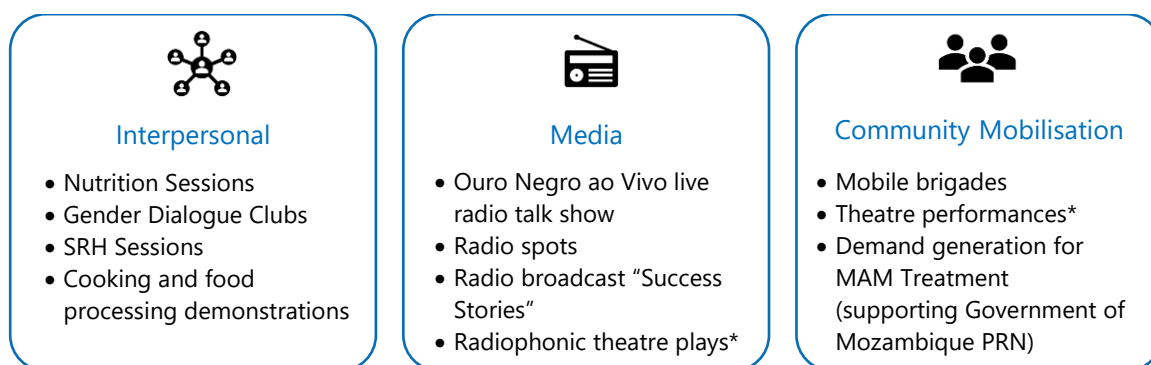 Interpersonal
• Nutrition Sessions
• Gender Dialogue Clubs
• SRH Sessions
• Cooking and food
processing demonstrations
Media
• Ouro Negro ao Vivo live
radio talk show
• Radio spots
• Radio broadcast “Success
Stories”
• Radiophonic theatre plays*
Community Mobilisation
• Mobile brigades
• Theatre performances*
• Demand generation for
MAM Treatment
(supporting Government of
Mozambique PRN)